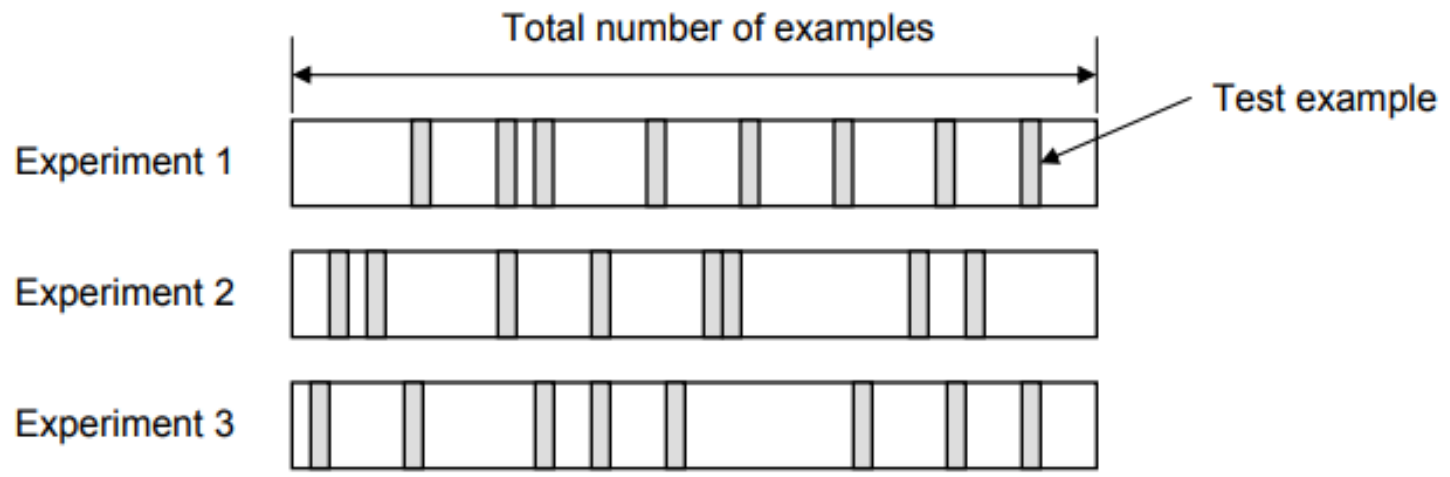 Total number of examples
Test example
Experiment 1
Experiment 2
Experiment 3